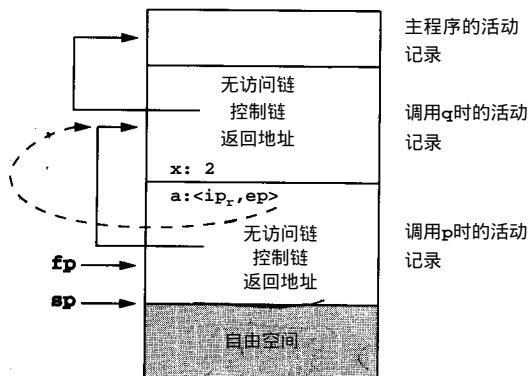 主程序的活动
记录
无访问链
控制链
返回地址
x: 2
调用q时的活动
记录
a:<ip_r,ep>
无访问链
控制链
返回地址
调用p时的活动
记录
fp
sp
自由空间